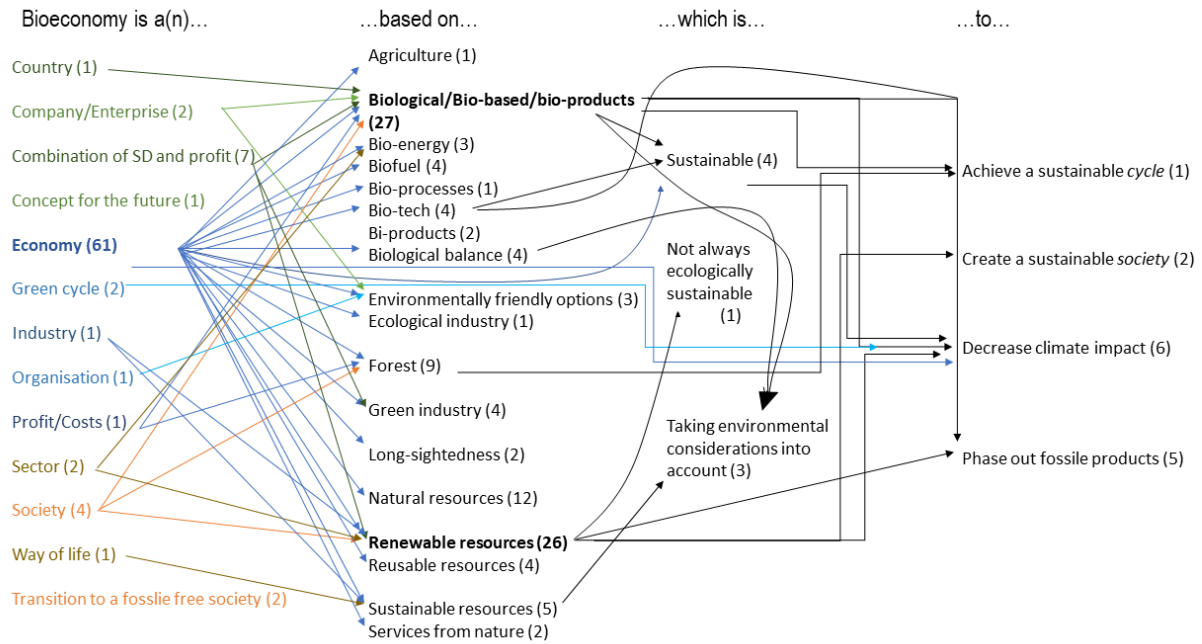 Bioeconomy is a(n)…
…based on…
…which is…
…to…
Country (1)
Company/Enterprise (2)
Combination of SD and profit (7)
Concept for the future (1)
Economy (61)
Green cycle (2)
Industry (1)
Organisation (1)
Profit/Costs (1)
Sector (2)
Society (4)
Way of life (1)
Transition to a fosslie free society (2)
Agriculture (1)
Biological/Bio-based/bio-products
(27)
Bio-energy (3)
Biofuel (4)
Bio-processes (1)
Bio-tech (4)
Bi-products (2)
Biological balance (4)
Environmentally friendly options (3)
Ecological industry (1)
Forest (9)
Green industry (4)
Long-sightedness (2)
Natural resources (12)
Renewable resources (26)
Reusable resources (4)
Sustainable resources (5)
Services from nature (2)
Sustainable (4)
Not always
ecologically
sustainable
(1)
Taking environmental
considerations into
account (3)
Achieve a sustainable cycle (1)
Create a sustainable society (2)
Decrease climate impact (6)
Phase out fossile products (5)